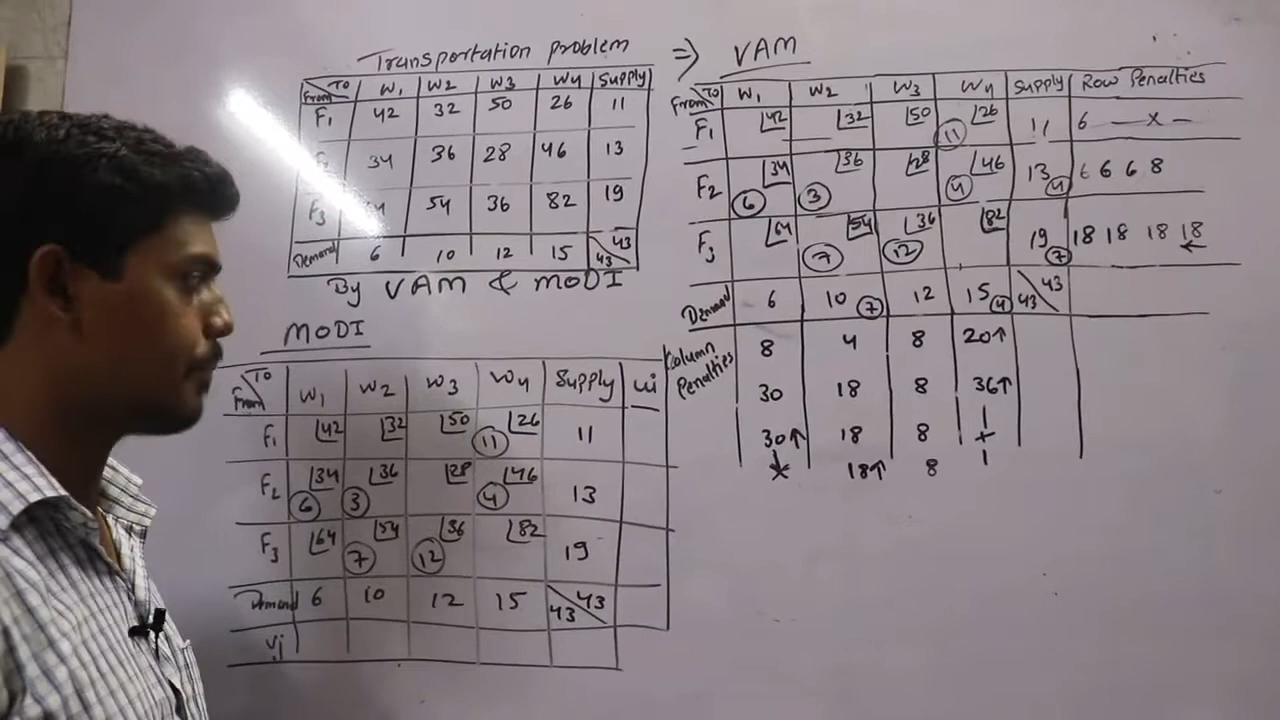 Transportation problem
From TO W1 W2 W3 W4 Supply
F1 42 32 50 26 11
34 36 28 46 13
F3 54 36 82 19
Demand 6 10 12 15 43 43
By VAM & MODI
=> VAM
From TO W1 W2 W3 W4 Supply Row Penalties
F1 42 32 50 26 11 11 6 — x —
F2 34 6 36 3 28 46 4 13 4 6 6 6 8
F3 64 54 7 36 12 82 19 7 18 18 18 18 ←
Demand 6 10 7 12 15 4 43 43
Column Penalties 8 4 8 20↑
30 18 8 36↑
30↑ 18 8
18↑ 8
MODI
From TO W1 W2 W3 W4 Supply ui
F1 42 32 50 26 11 11
F2 34 6 36 3 28 46 4 13
F3 64 54 7 36 12 82 19
Demand 6 10 12 15 43 43
vj